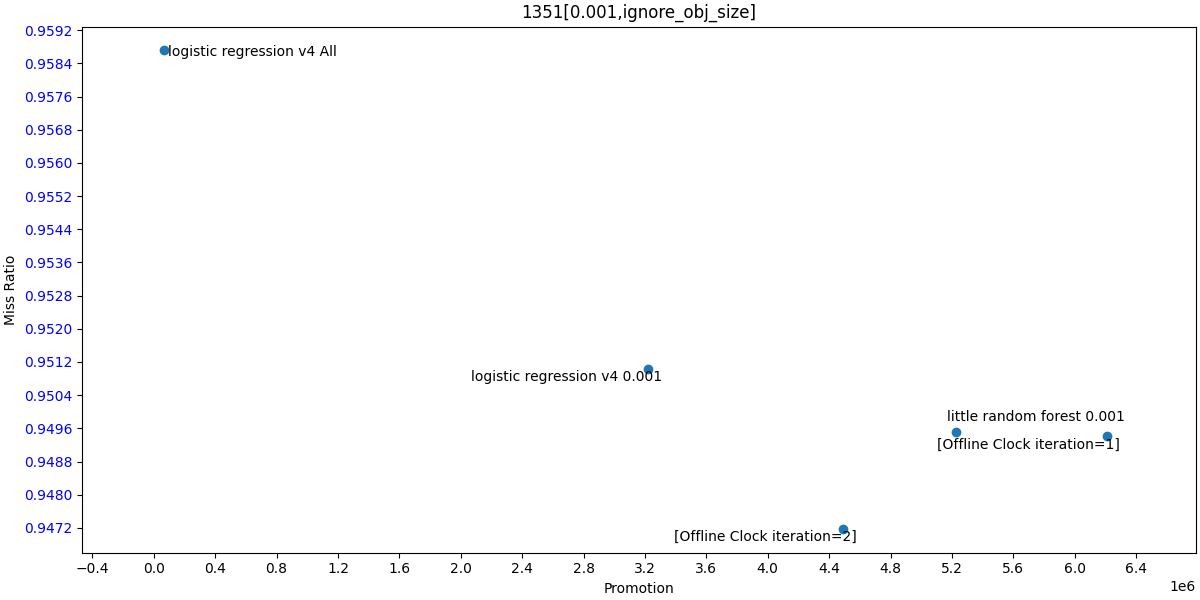 1351[0.001,ignore_obj_size]
0.9592
0.9584
0.9576
0.9568
0.9560
0.9552
0.9544
0.9536
0.9528
0.9520
0.9512
0.9504
0.9496
0.9488
0.9480
0.9472
Miss Ratio
logistic regression v4 All
logistic regression v4 0.001
little random forest 0.001
[Offline Clock iteration=1]
[Offline Clock iteration=2]
−0.4 0.0 0.4 0.8 1.2 1.6 2.0 2.4 2.8 3.2 3.6 4.0 4.4 4.8 5.2 5.6 6.0 6.4
Promotion
1e6